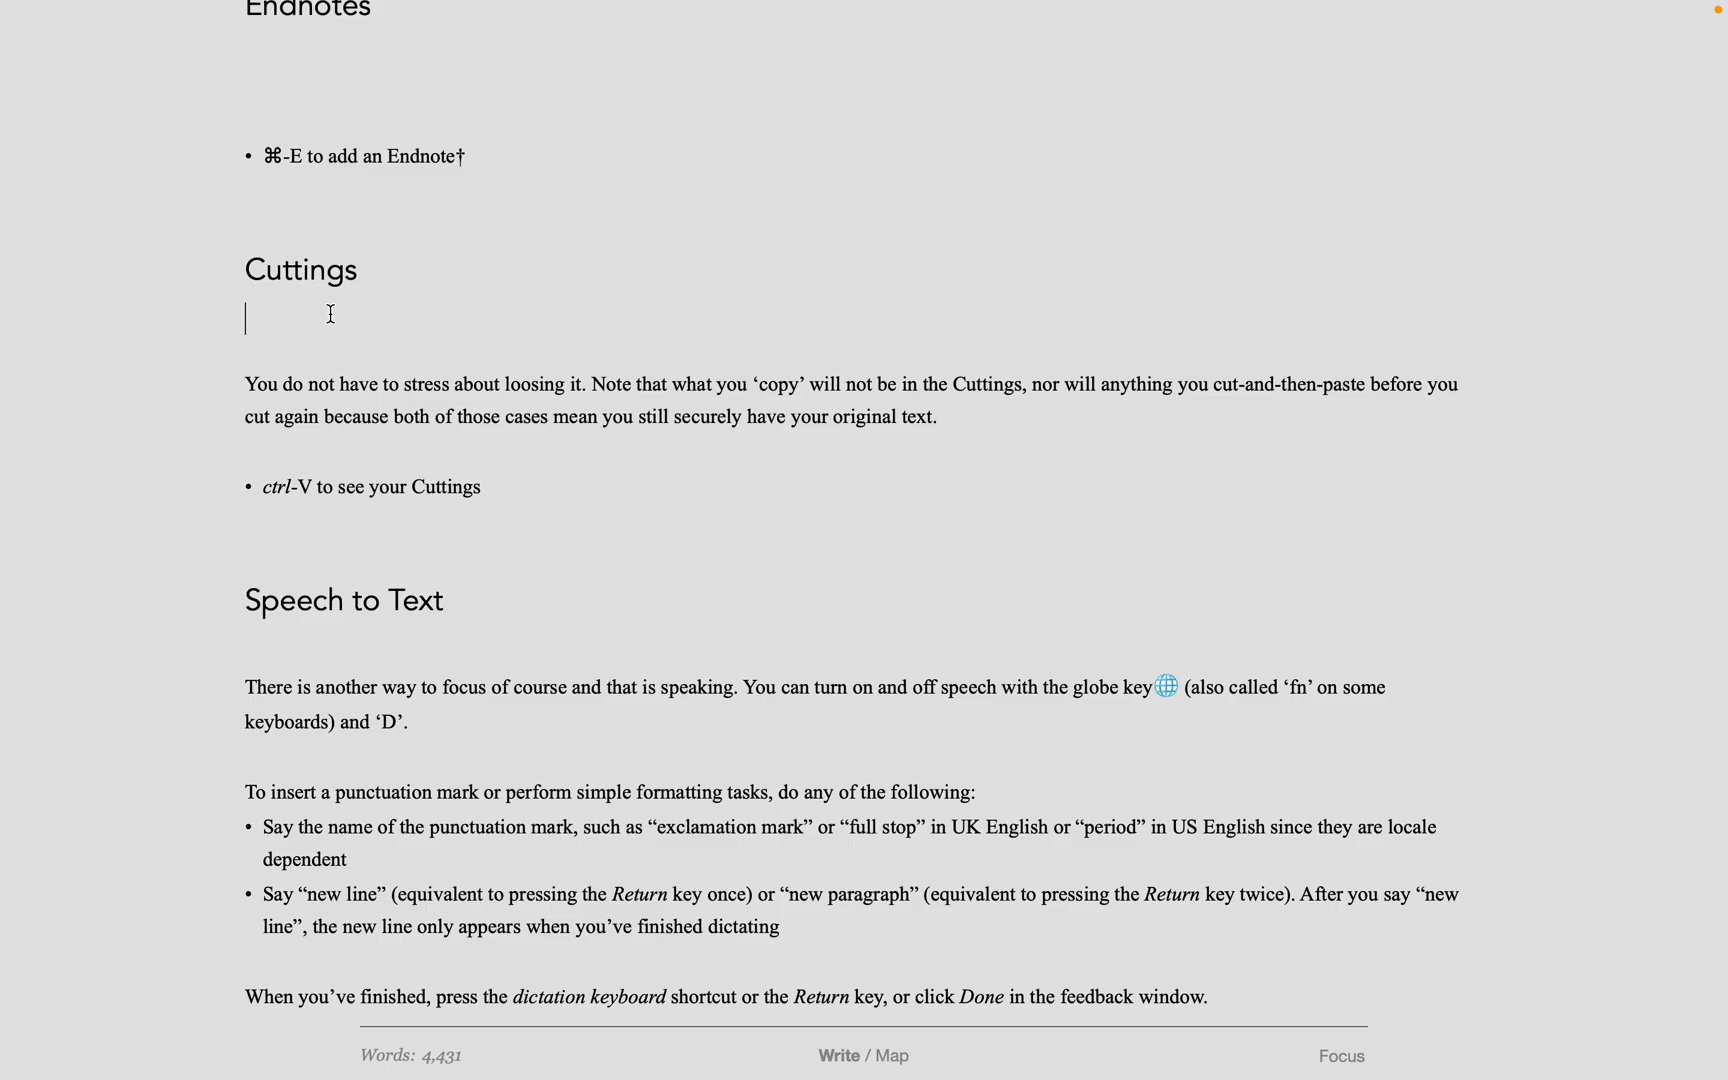 Endnotes
• ⌘-E to add an Endnote†
Cuttings
You do not have to stress about loosing it. Note that what you ‘copy’ will not be in the Cuttings, nor will anything you cut-and-then-paste before you
cut again because both of those cases mean you still securely have your original text.
• ctrl-V to see your Cuttings
Speech to Text
There is another way to focus of course and that is speaking. You can turn on and off speech with the globe key🌐 (also called ‘fn’ on some
keyboards) and ‘D’.
To insert a punctuation mark or perform simple formatting tasks, do any of the following:
• Say the name of the punctuation mark, such as “exclamation mark” or “full stop” in UK English or “period” in US English since they are locale
dependent
• Say “new line” (equivalent to pressing the Return key once) or “new paragraph” (equivalent to pressing the Return key twice). After you say “new
line”, the new line only appears when you’ve finished dictating
When you’ve finished, press the dictation keyboard shortcut or the Return key, or click Done in the feedback window.
Words: 4,431 Write / Map Focus